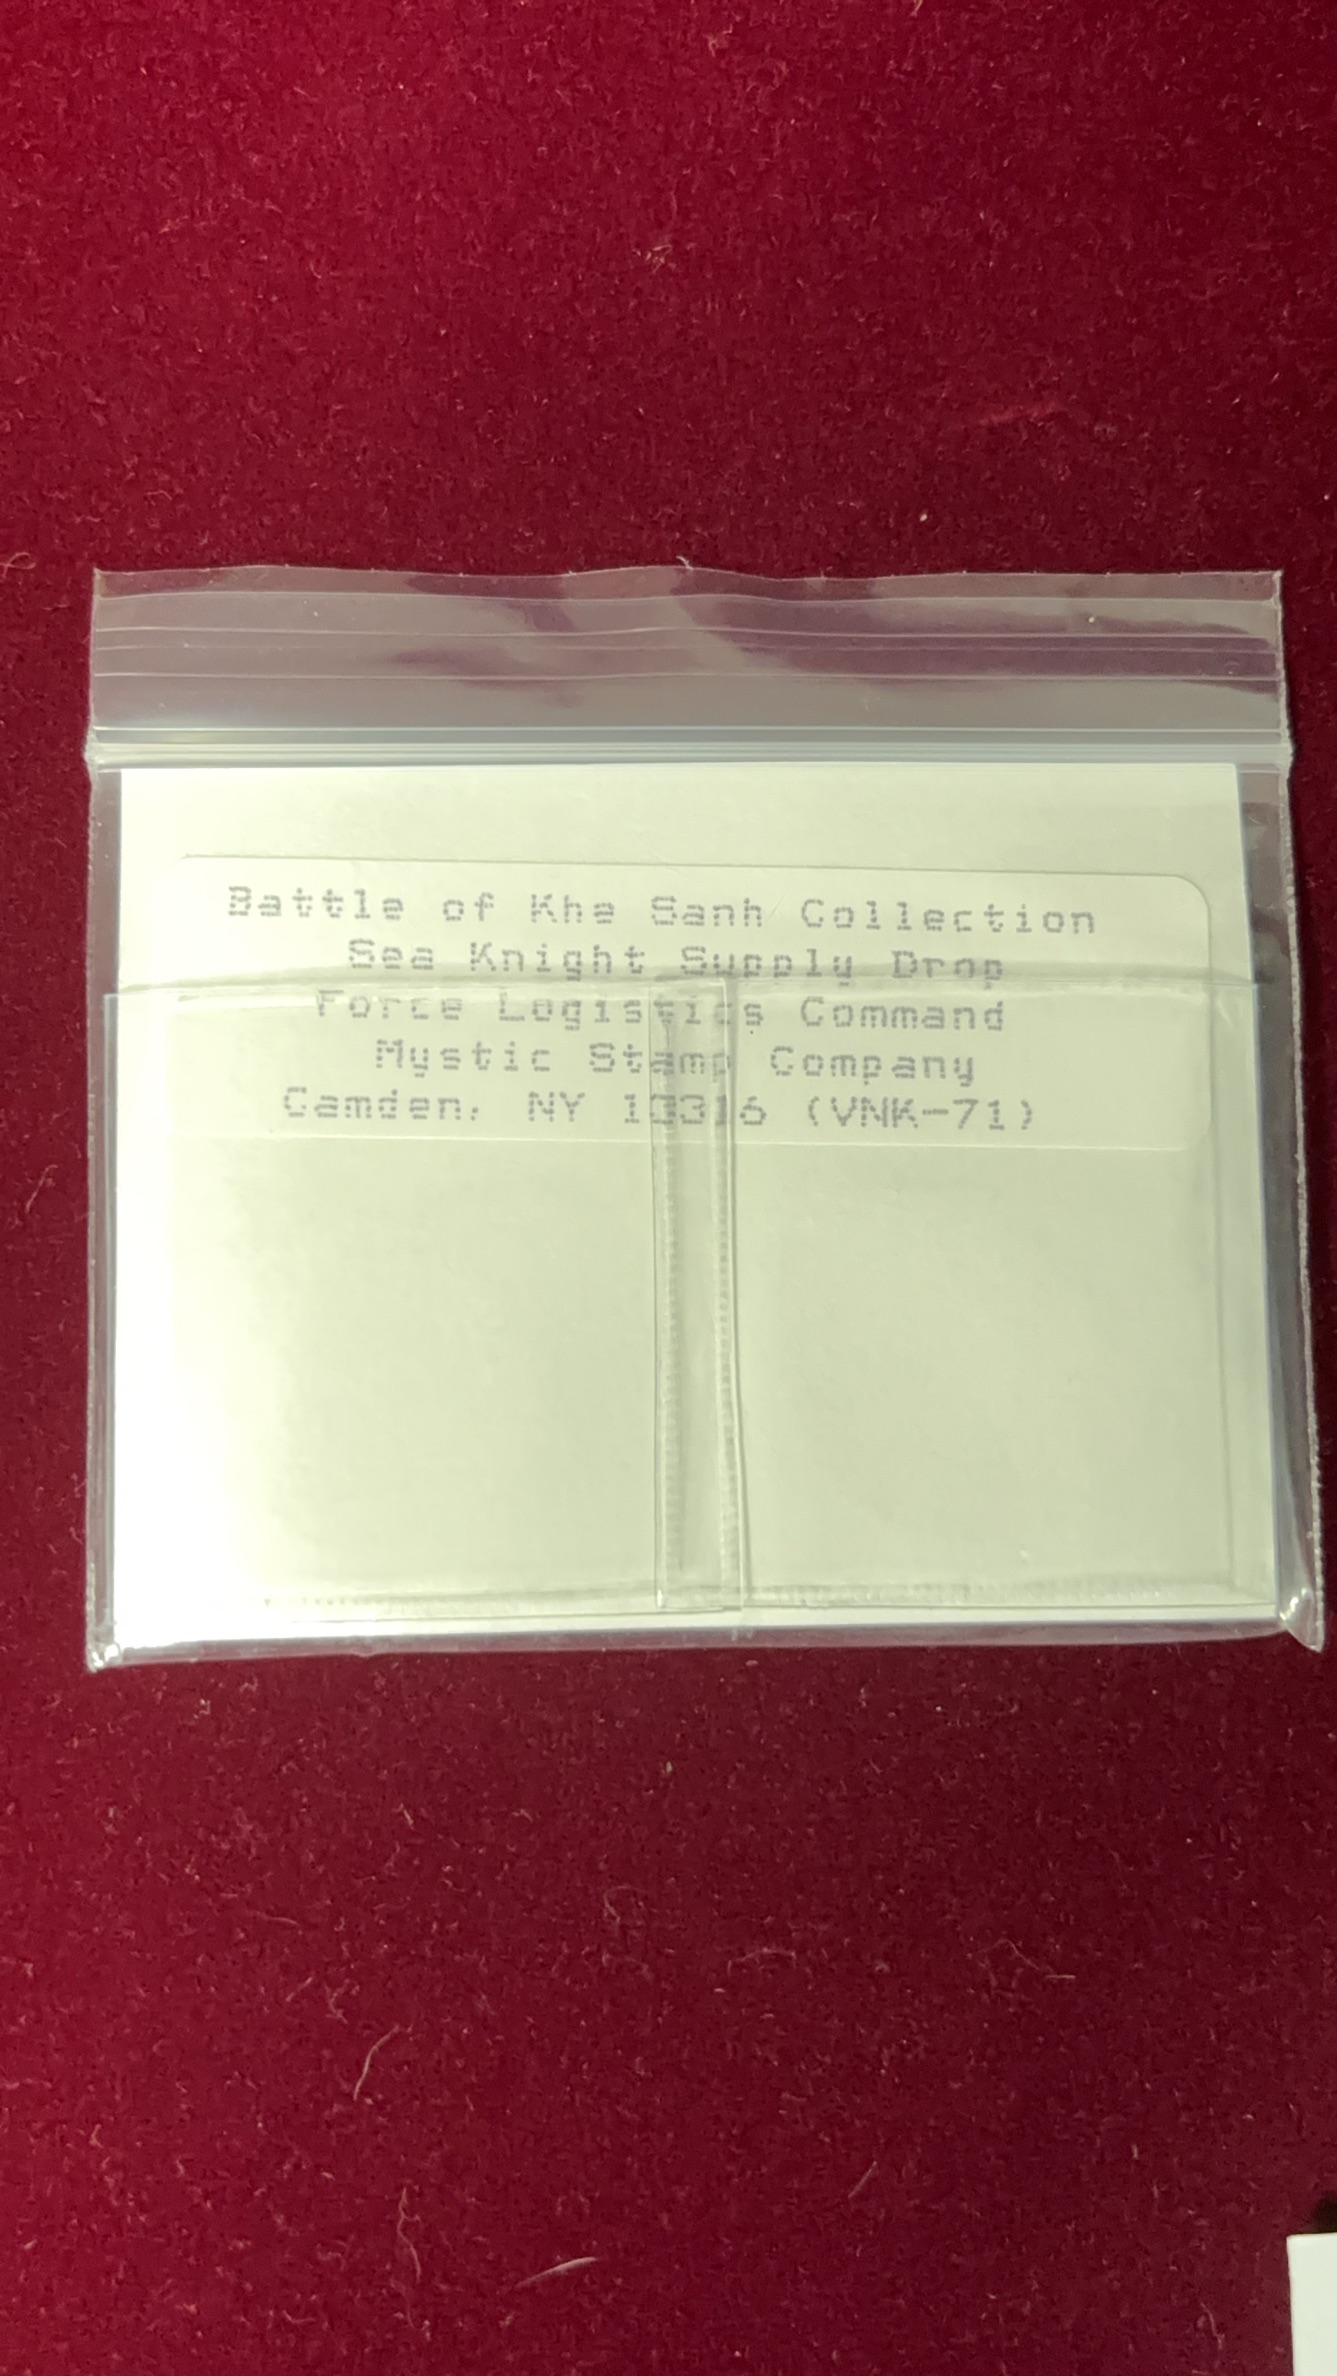 Battle of Khe Sanh Collection
Sea Knight Supply Drop
Force Logistics Command
Mystic Stamp Company
Camden, NY 13316 (VNK-71)